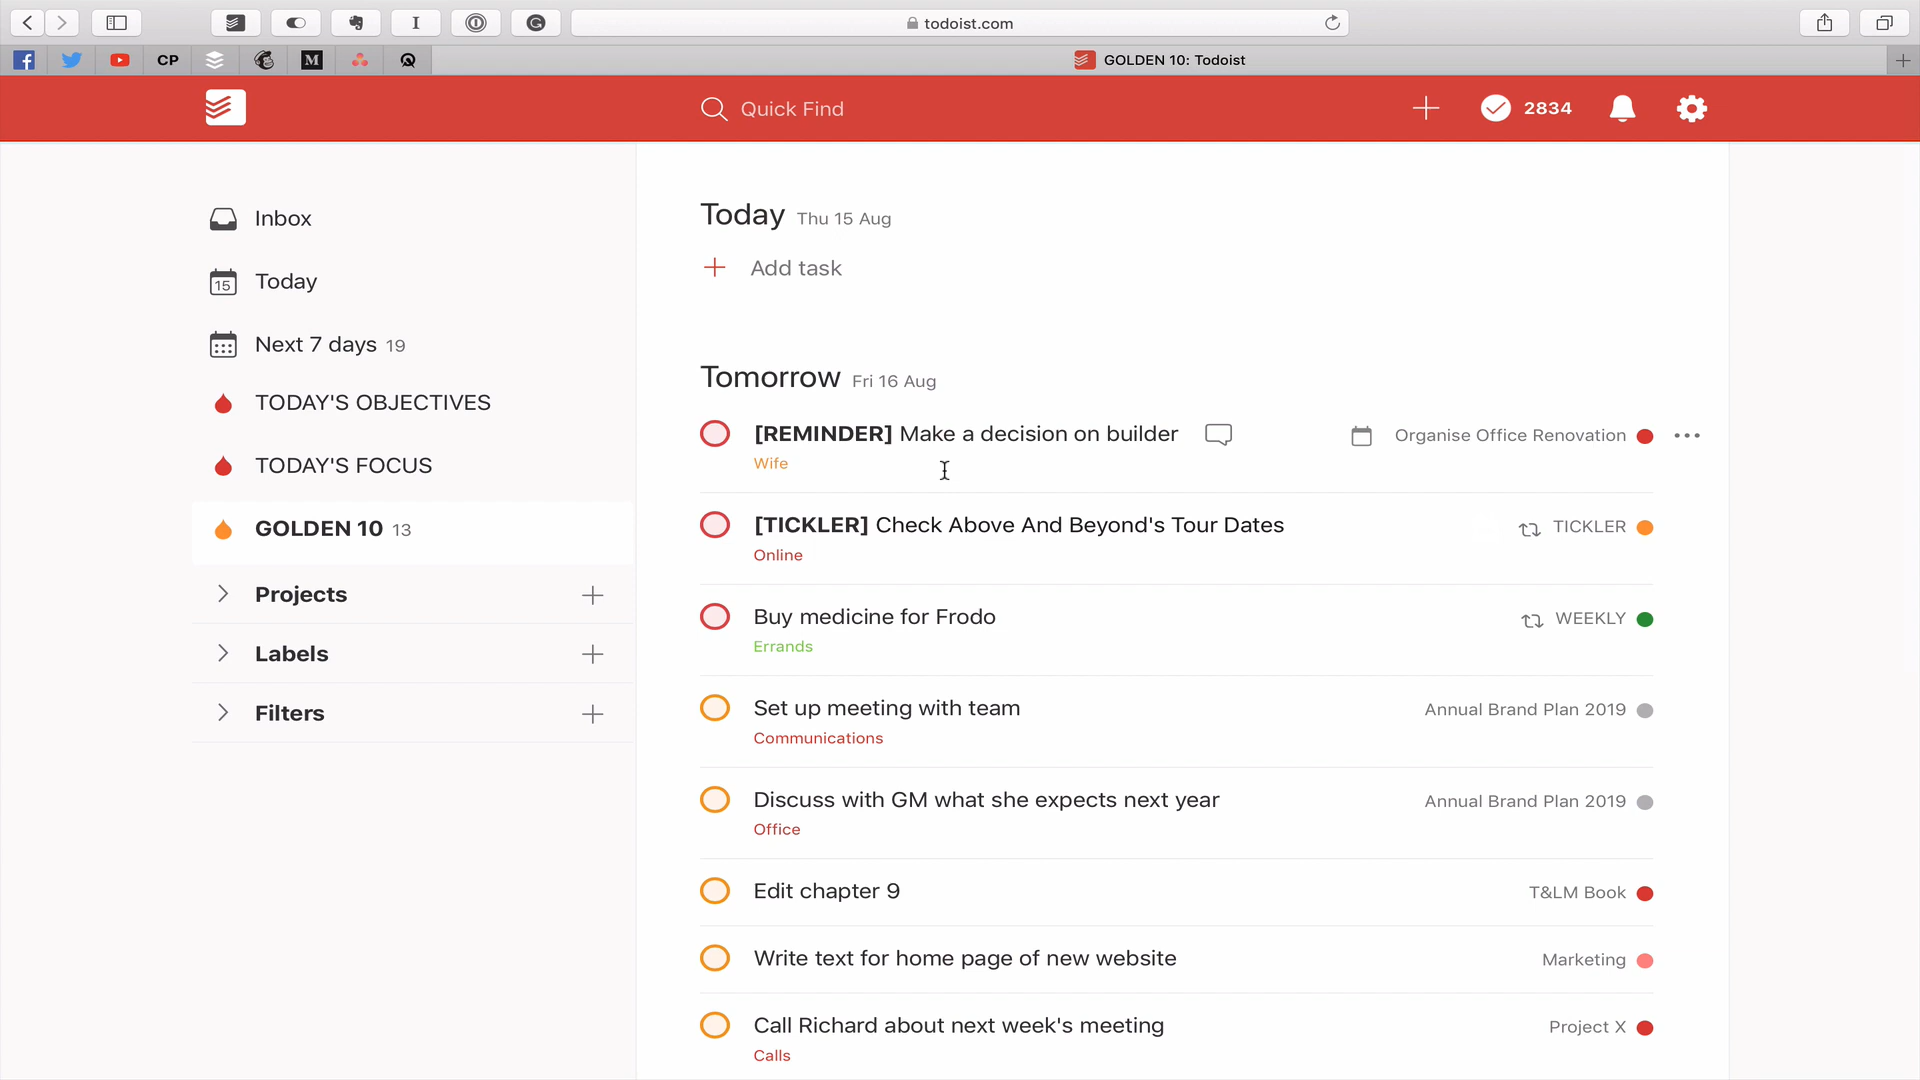 todoist.com
CP
M
GOLDEN 10: Todoist
Quick Find
2834
Inbox
15
Today
Next 7 days 19
TODAY'S OBJECTIVES
TODAY'S FOCUS
GOLDEN 10 13
Projects
Labels
Filters
Today Thu 15 Aug
Add task
Tomorrow Fri 16 Aug
[REMINDER] Make a decision on builder
Organise Office Renovation
Wife
[TICKLER] Check Above And Beyond's Tour Dates
TICKLER
Online
Buy medicine for Frodo
WEEKLY
Errands
Set up meeting with team
Annual Brand Plan 2019
Communications
Discuss with GM what she expects next year
Annual Brand Plan 2019
Office
Edit chapter 9
T&LM Book
Write text for home page of new website
Marketing
Call Richard about next week's meeting
Project X
Calls